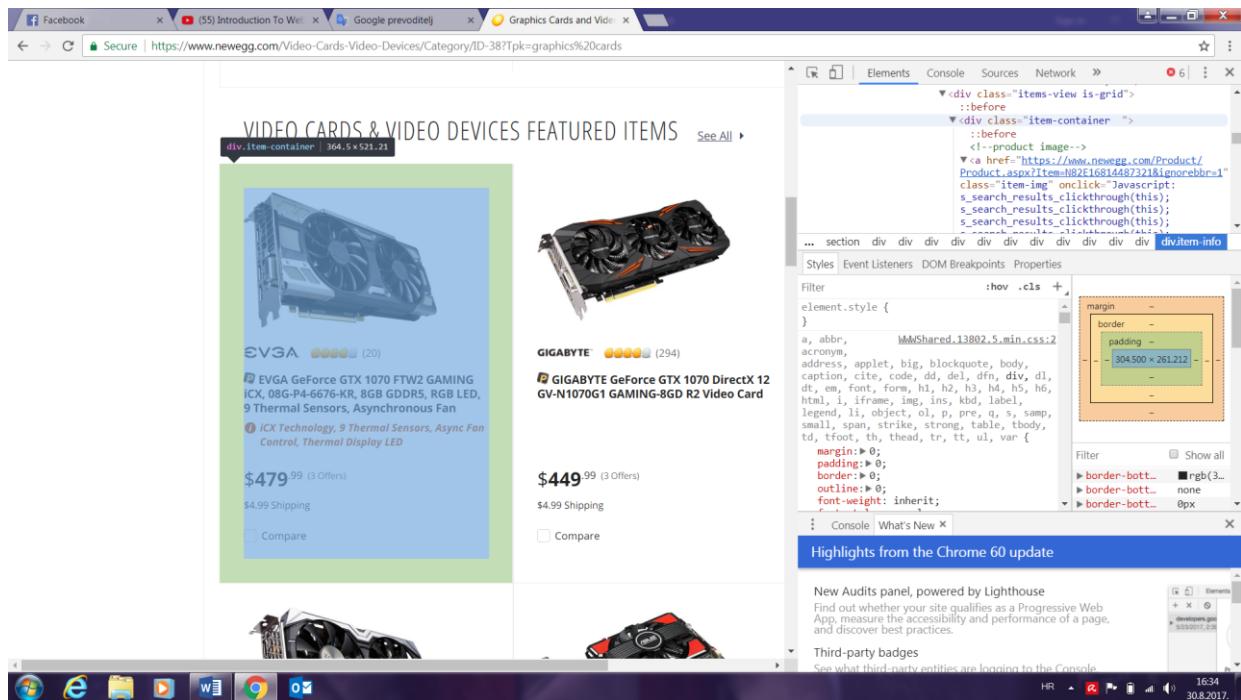 Facebook
(55) Introduction To Wel
Google prevoditelj
Graphics Cards and Vide
Secure
https://www.newegg.com/Video-Cards-Video-Devices/Category/ID-38?Tpk=graphics%20cards
VIDEO CARDS & VIDEO DEVICES FEATURED ITEMS
See All
div.item-container | 364.5 × 521.21
EVGA (20)
EVGA GeForce GTX 1070 FTW2 GAMING
iCX, 08G-P4-6676-KR, 8GB GDDR5, RGB LED,
9 Thermal Sensors, Asynchronous Fan
iCX Technology, 9 Thermal Sensors, Async Fan
Control, Thermal Display LED
$479.99 (3 Offers)
$4.99 Shipping
Compare
GIGABYTE (294)
GIGABYTE GeForce GTX 1070 DirectX 12
GV-N1070G1 GAMING-8GD R2 Video Card
$449.99 (3 Offers)
$4.99 Shipping
Compare
Elements Console Sources Network » 6
▼<div class="items-view is-grid">
::before
▼<div class="item-container  ">
::before
<!--product image-->
▼<a href="https://www.newegg.com/Product/
Product.aspx?Item=N82E16814487321&ignorebbr=1"
class="item-img" onclick="Javascript:
s_search_results_clickthrough(this);
s_search_results_clickthrough(this);
s_search_results_clickthrough(this);
... section div div div div div div div div div div div div.item-info
Styles Event Listeners DOM Breakpoints Properties
Filter :hov .cls +
element.style {
}
a, abbr, WWWShared.13802.5.min.css:2
acronym,
address, applet, big, blockquote, body,
caption, cite, code, dd, del, dfn, div, dl,
dt, em, font, form, h1, h2, h3, h4, h5, h6,
html, i, iframe, img, ins, kbd, label,
legend, li, object, ol, p, pre, q, s, samp,
small, span, strike, strong, table, tbody,
td, tfoot, th, thead, tr, tt, ul, var {
margin:▶ 0;
padding:▶ 0;
border:▶ 0;
outline:▶ 0;
font-weight: inherit;
margin –
border –
padding –
– – – 304.500 × 261.212 – – –
–
–
–
Filter Show all
▶ border-bott… rgb(3…
▶ border-bott… none
▶ border-bott… 0px
Console What's New ×
Highlights from the Chrome 60 update
New Audits panel, powered by Lighthouse
Find out whether your site qualifies as a Progressive Web
App, measure the accessibility and performance of a page,
and discover best practices.
Third-party badges
See what third-party entities are logging to the Console,
Elements
HR
16:34
30.8.2017.